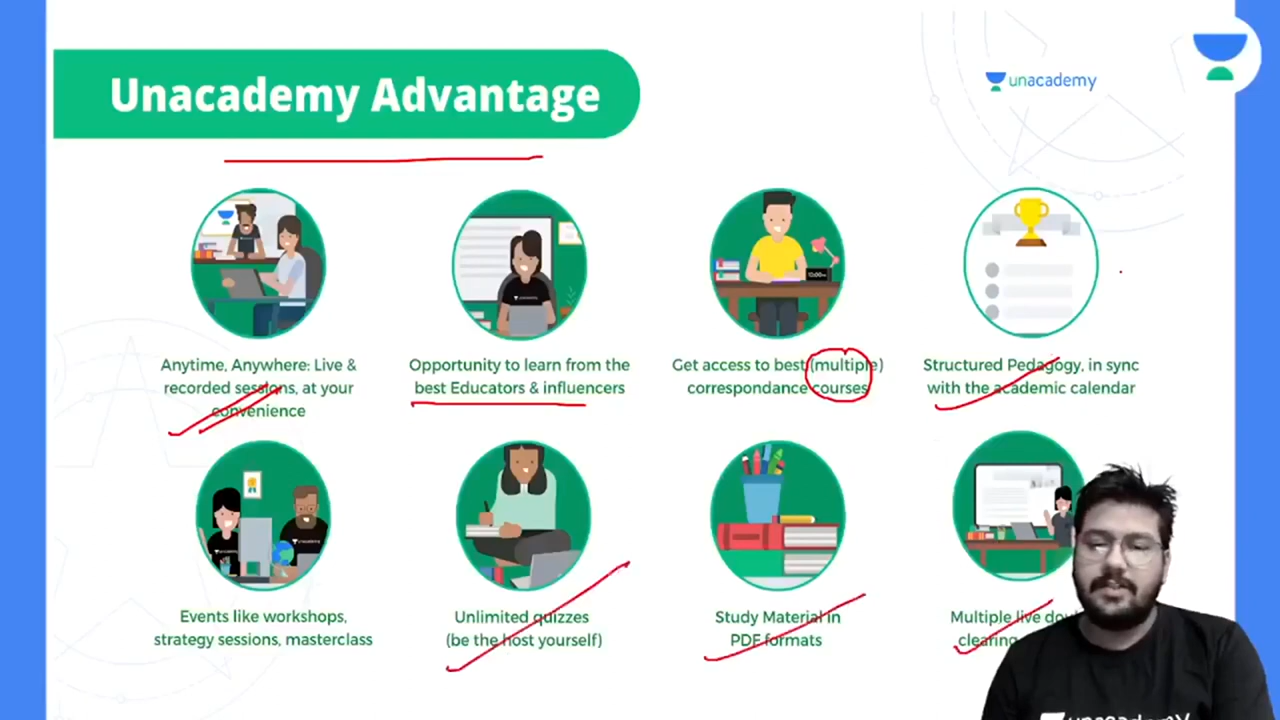 Unacademy Advantage
unacademy
Anytime, Anywhere: Live &
recorded sessions, at your
convenience
Opportunity to learn from the
best Educators & influencers
Get access to best (multiple)
correspondance courses
Structured Pedagogy, in sync
with the academic calendar
Events like workshops,
strategy sessions, masterclass
Unlimited quizzes
(be the host yourself)
Study Material in
PDF formats
Multiple live
clearing
unacademy